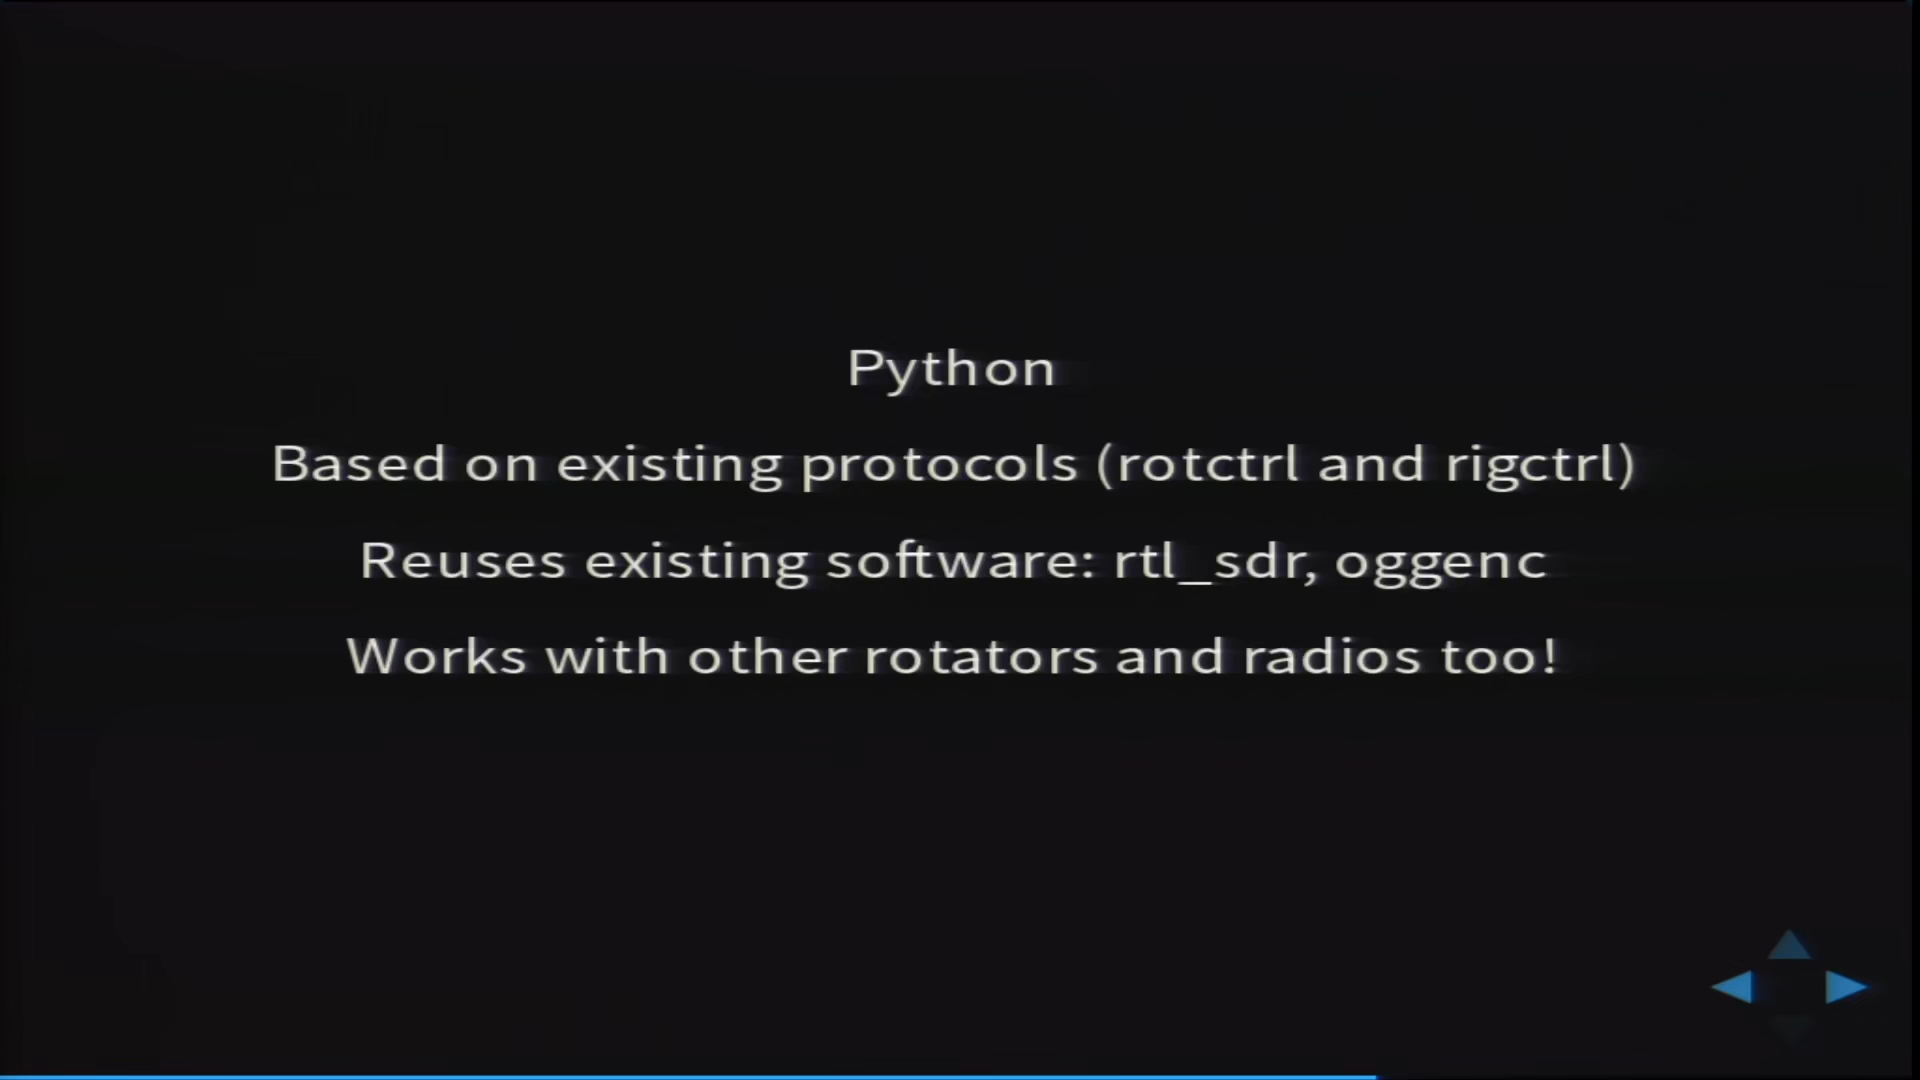 Python
Based on existing protocols (rotctrl and rigctrl)
Reuses existing software: rtl_sdr, oggenc
Works with other rotators and radios too!